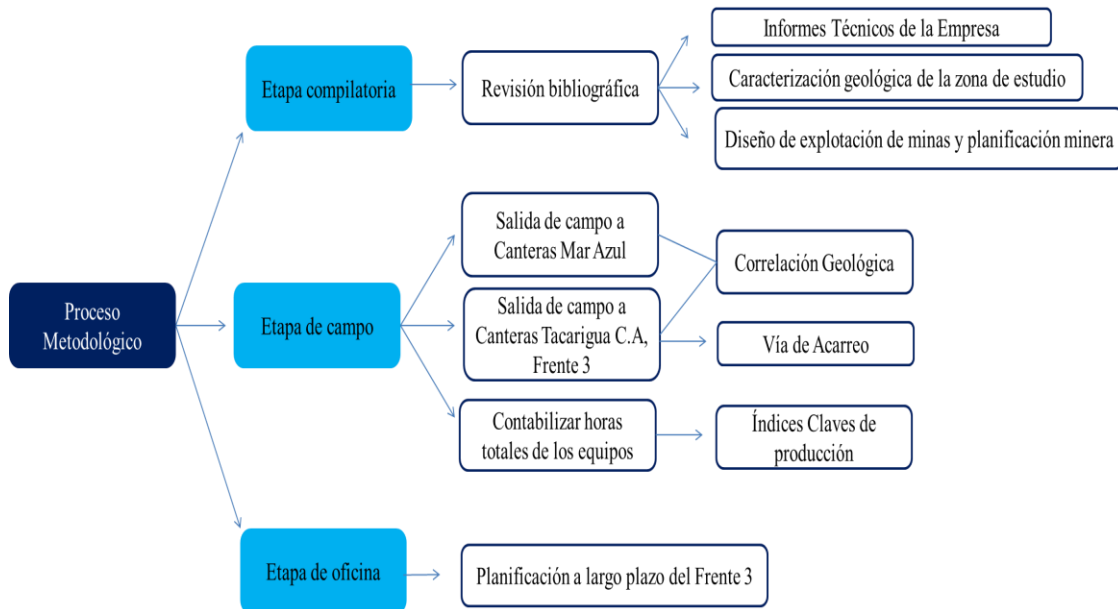 Proceso
Metodológico
Etapa compilatoria
Revisión bibliográfica
Informes Técnicos de la Empresa
Caracterización geológica de la zona de estudio
Diseño de explotación de minas y planificación minera
Etapa de campo
Salida de campo a
Canteras Mar Azul
Salida de campo a
Canteras Tacarigua C.A,
Frente 3
Correlación Geológica
Vía de Acarreo
Contabilizar horas
totales de los equipos
Índices Claves de
producción
Etapa de oficina
Planificación a largo plazo del Frente 3